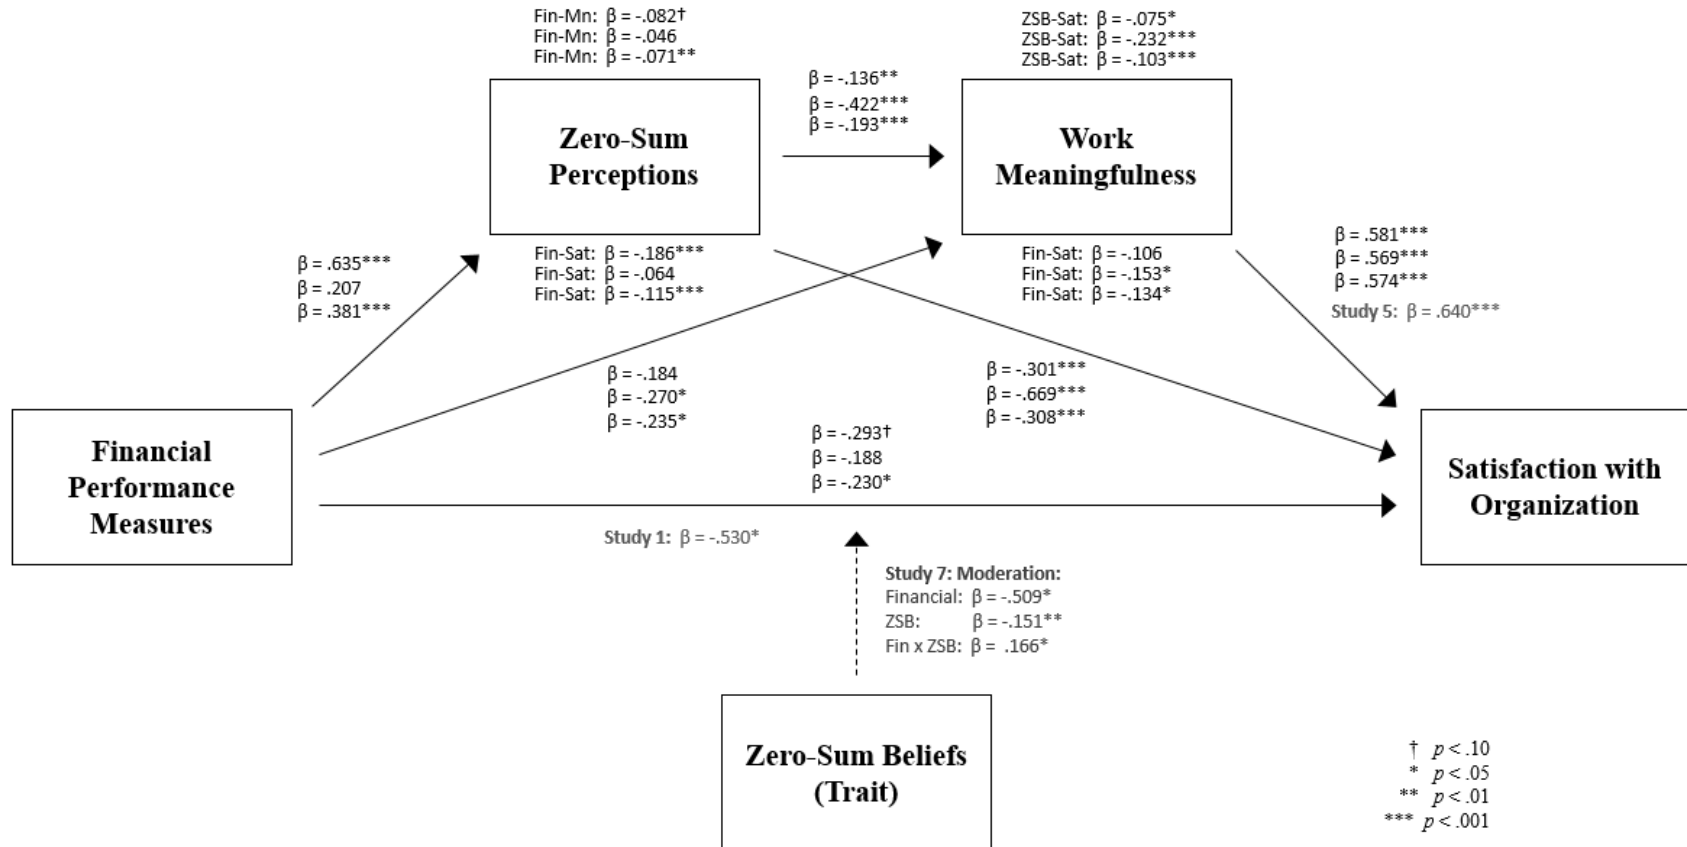 Fin-Mn: β = -.082†
Fin-Mn: β = -.046
Fin-Mn: β = -.071**
ZSB-Sat: β = -.075*
ZSB-Sat: β = -.232***
ZSB-Sat: β = -.103***
β = -.136**
β = -.422***
β = -.193***
Zero-Sum
Perceptions
Work
Meaningfulness
Fin-Sat: β = -.186***
Fin-Sat: β = -.064
Fin-Sat: β = -.115***
Fin-Sat: β = -.106
Fin-Sat: β = -.153*
Fin-Sat: β = -.134*
β = .635***
β = .207
β = .381***
β = .581***
β = .569***
β = .574***
Study 5: β = .640***
β = -.184
β = -.270*
β = -.235*
β = -.301***
β = -.669***
β = -.308***
β = -.293†
β = -.188
β = -.230*
Financial
Performance
Measures
Satisfaction with
Organization
Study 1: β = -.530*
Study 7: Moderation:
Financial: β = -.509*
ZSB: β = -.151**
Fin x ZSB: β = .166*
Zero-Sum Beliefs
(Trait)
† p < .10
* p < .05
** p < .01
*** p < .001